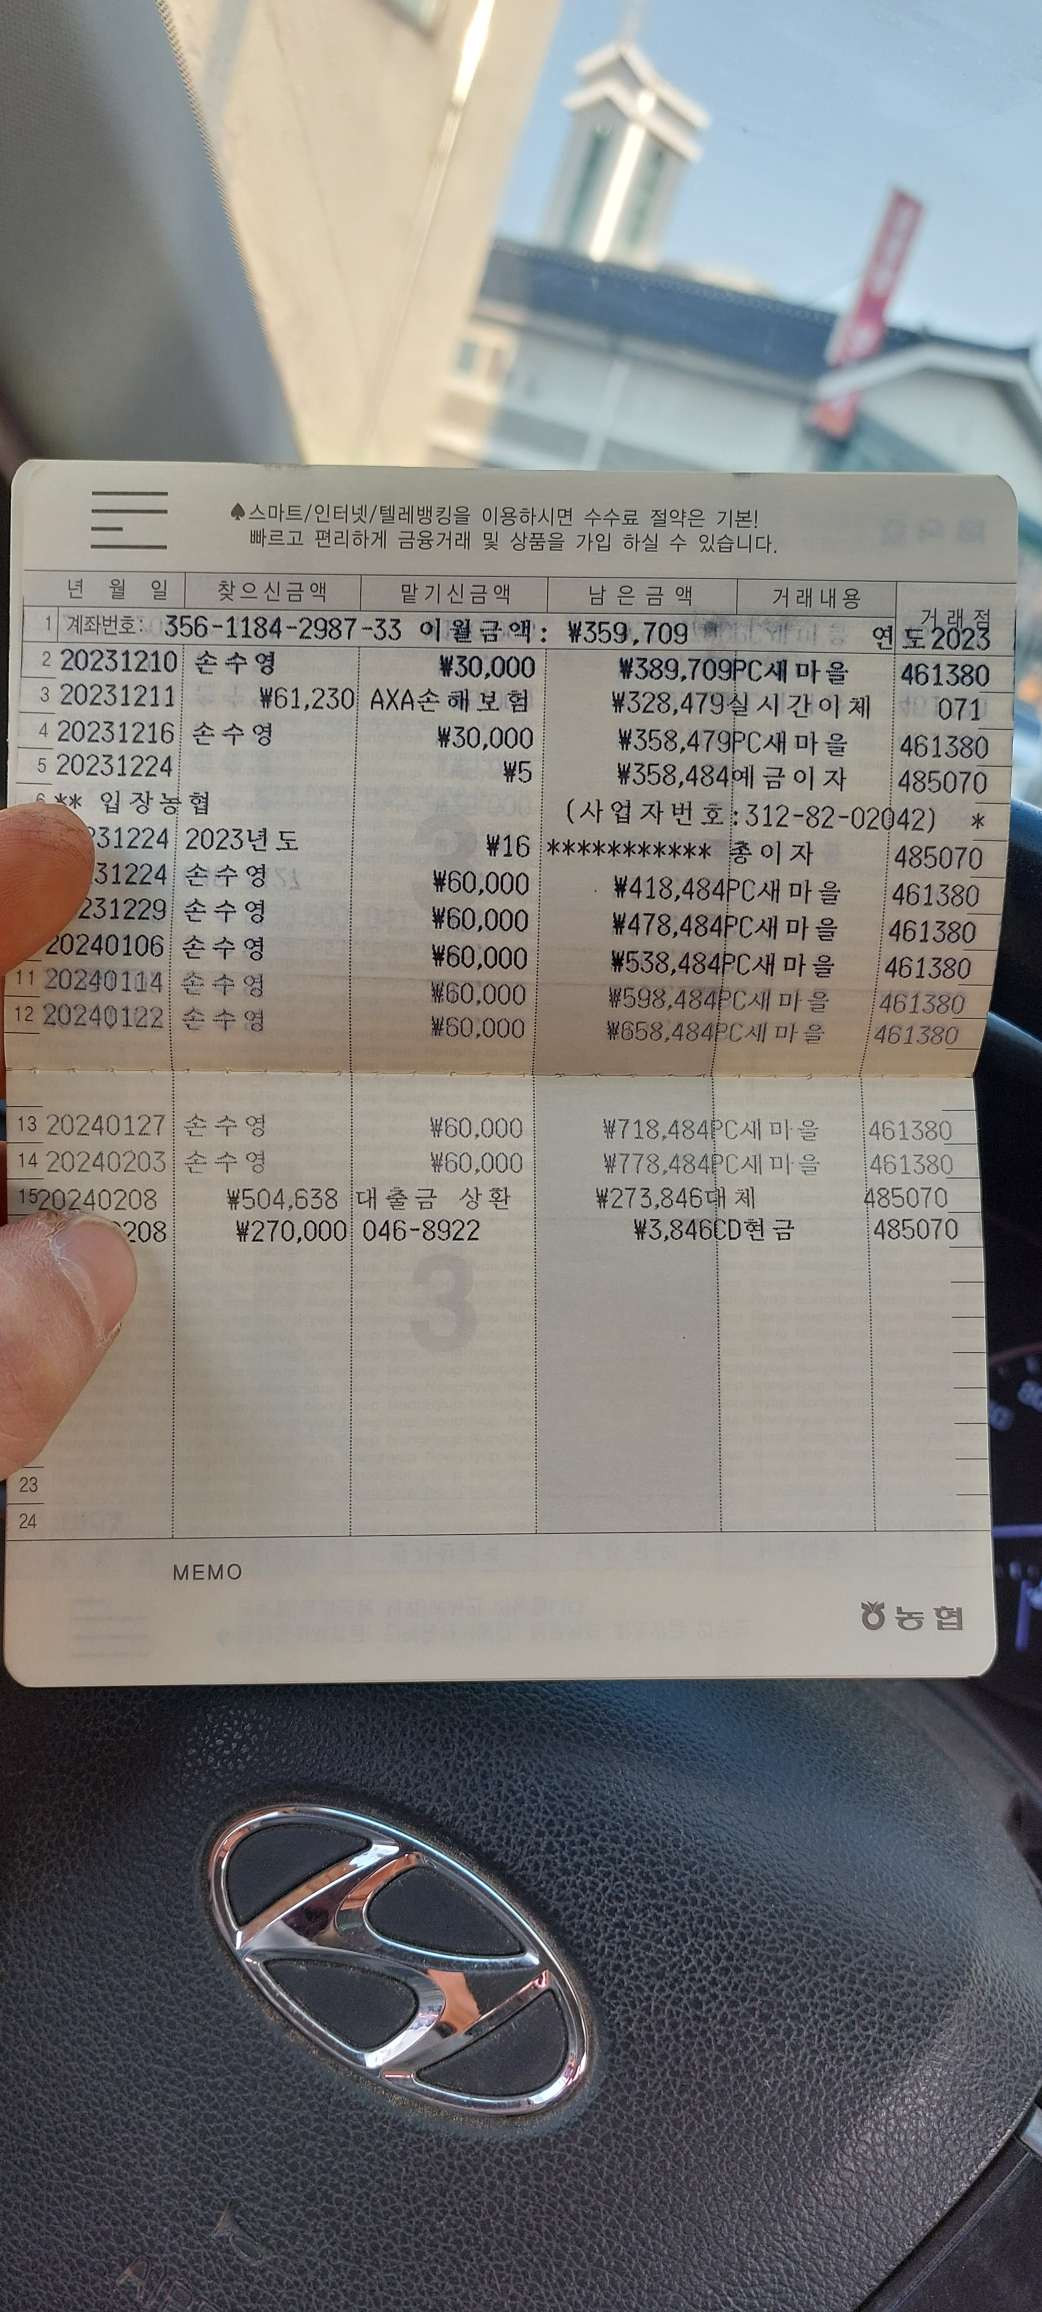 ♠스마트/인터넷/텔레뱅킹을 이용하시면 수수료 절약은 기본!
빠르고 편리하게 금융거래 및 상품을 가입 하실 수 있습니다.
년 월 일 찾으신금액 맡기신금액 남은금액 거래내용 거래점
1 계좌번호: 356-1184-2987-33 이월금액: ₩359,709 연도2023
2 20231210 손수영 ₩30,000 ₩389,709PC새마을 461380
3 20231211 ₩61,230 AXA손해보험 ₩328,479실시간이체 071
4 20231216 손수영 ₩30,000 ₩358,479PC새마을 461380
5 20231224 ₩5 ₩358,484예금이자 485070
6 ** 입장농협 (사업자번호:312-82-02042) *
31224 2023년도 ₩16 *********** 총이자 485070
31224 손수영 ₩60,000 ₩418,484PC새마을 461380
231229 손수영 ₩60,000 ₩478,484PC새마을 461380
20240106 손수영 ₩60,000 ₩538,484PC새마을 461380
11 20240114 손수영 ₩60,000 ₩598,484PC새마을 461380
12 20240122 손수영 ₩60,000 ₩658,484PC새마을 461380
13 20240127 손수영 ₩60,000 ₩718,484PC새마을 461380
14 20240203 손수영 ₩60,000 ₩778,484PC새마을 461380
15 20240208 ₩504,638 대출금 상환 ₩273,846대체 485070
208 ₩270,000 046-8922 ₩3,846CD현금 485070
3
23
24
MEMO
농협